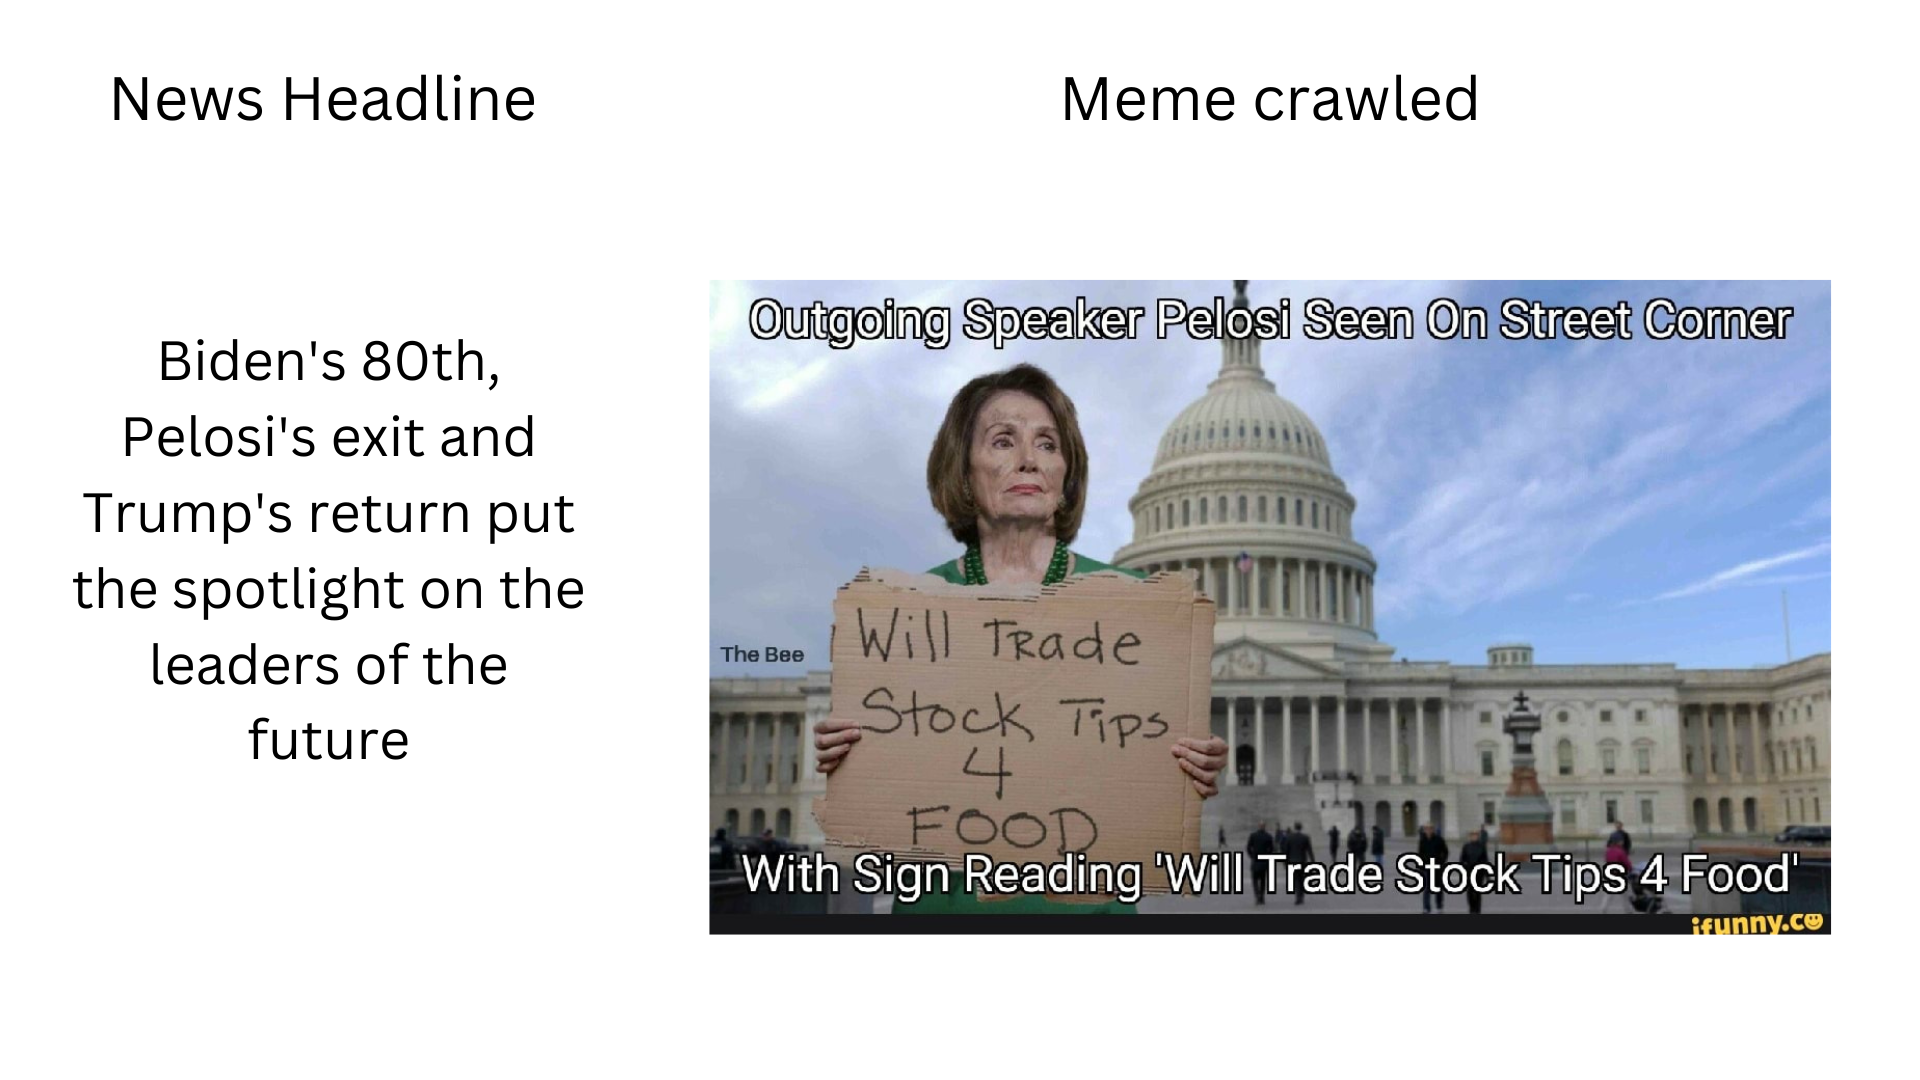 News Headline
Meme crawled
Biden's 80th,
Pelosi's exit and
Trump's return put
the spotlight on the
leaders of the
future
Outgoing Speaker Pelosi Seen On Street Corner
The Bee
Will Trade
Stock Tips
4
FOOD
With Sign Reading 'Will Trade Stock Tips 4 Food'
ifunny.co